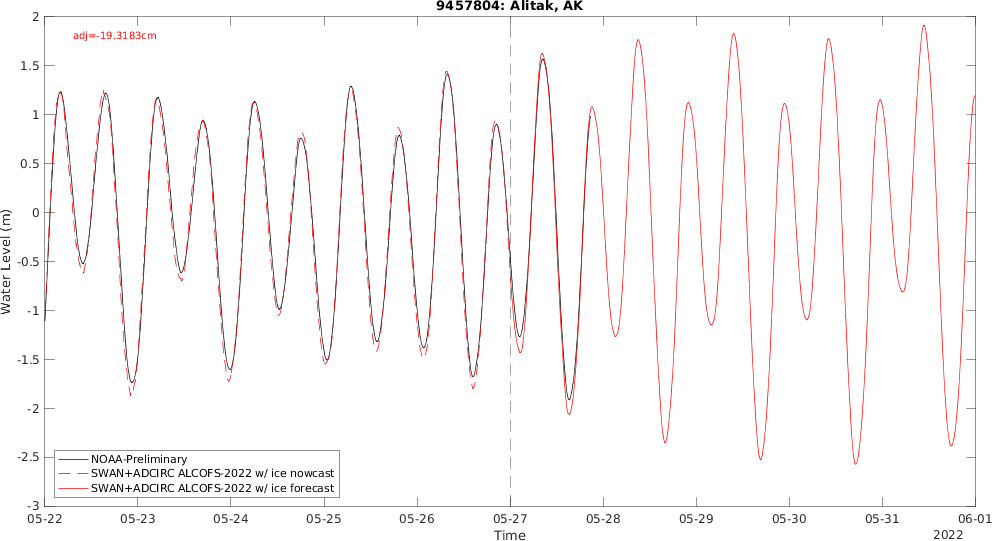 9457804: Alitak, AK
adj=-19.3183cm
2
1.5
1
0.5
0
-0.5
-1
-1.5
-2
-2.5
-3
Water Level (m)
NOAA-Preliminary
SWAN+ADCIRC ALCOFS-2022 w/ ice nowcast
SWAN+ADCIRC ALCOFS-2022 w/ ice forecast
05-22 05-23 05-24 05-25 05-26 05-27 05-28 05-29 05-30 05-31 06-01
Time
2022